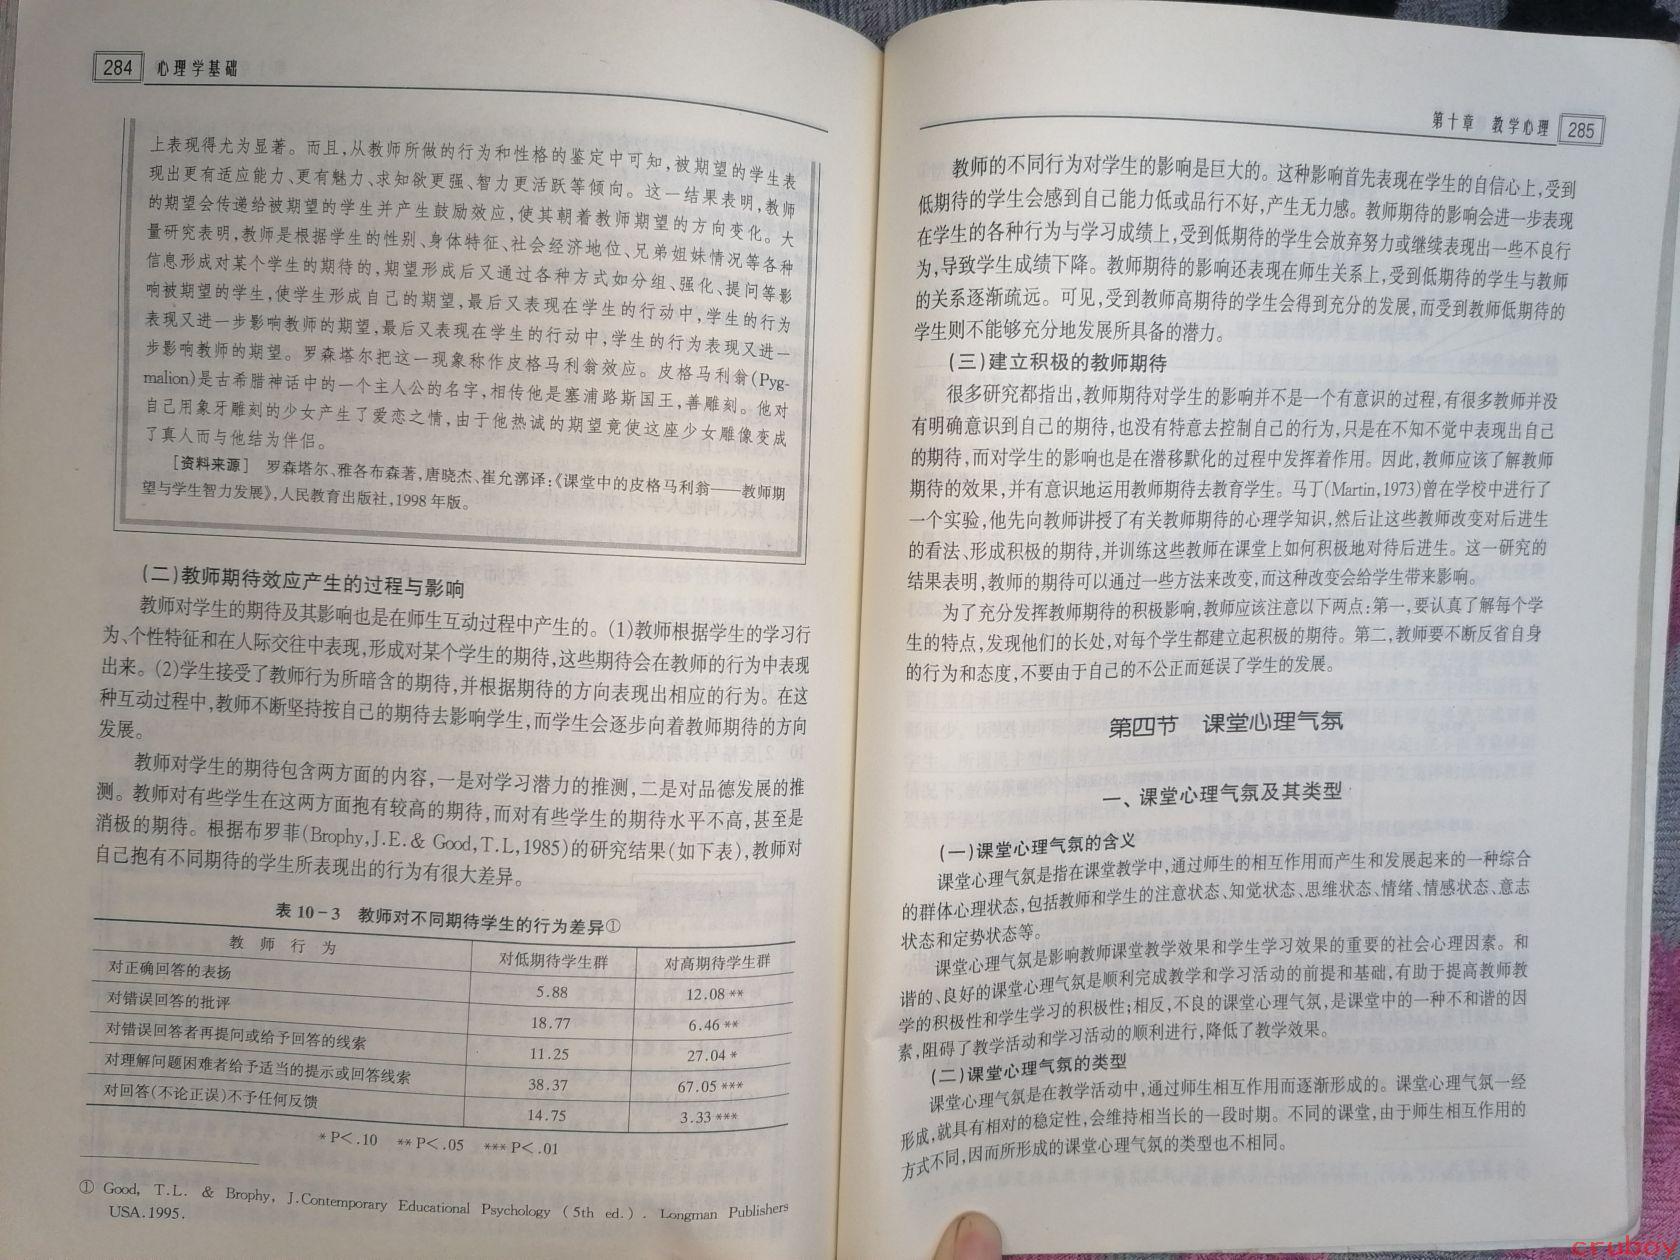 284 心理学基础
上表现得尤为显著。而且,从教师所做的行为和性格的鉴定中可知,被期望的学生表
现出更有适应能力、更有魅力、求知欲更强、智力更活跃等倾向。这一结果表明,教师
的期望会传递给被期望的学生并产生鼓励效应,使其朝着教师期望的方向变化。大
量研究表明,教师是根据学生的性别、身体特征、社会经济地位、兄弟姐妹情况等各种
信息形成对某个学生的期待的,期望形成后又通过各种方式如分组、强化、提问等影
响被期望的学生,使学生形成自己的期望,最后又表现在学生的行动中,学生的行为
表现又进一步影响教师的期望,最后又表现在学生的行动中,学生的行为表现又进一
步影响教师的期望。罗森塔尔把这一现象称作皮格马利翁效应。皮格马利翁(Pyg-
malion)是古希腊神话中的一个主人公的名字,相传他是塞浦路斯国王,善雕刻。他对
自己用象牙雕刻的少女产生了爱恋之情,由于他热诚的期望竟使这座少女雕像变成
了真人而与他结为伴侣。
[资料来源] 罗森塔尔、雅各布森著,唐晓杰、崔允漷译:《课堂中的皮格马利翁——教师期
望与学生智力发展》,人民教育出版社,1998年版。
(二)教师期待效应产生的过程与影响
教师对学生的期待及其影响也是在师生互动过程中产生的。(1)教师根据学生的学习行
为、个性特征和在人际交往中表现,形成对某个学生的期待,这些期待会在教师的行为中表现
出来。(2)学生接受了教师行为所暗含的期待,并根据期待的方向表现出相应的行为。在这
种互动过程中,教师不断坚持按自己的期待去影响学生,而学生会逐步向着教师期待的方向
发展。
教师对学生的期待包含两方面的内容,一是对学习潜力的推测,二是对品德发展的推
测。教师对有些学生在这两方面抱有较高的期待,而对有些学生的期待水平不高,甚至是
消极的期待。根据布罗菲(Brophy,J.E.& Good,T.L,1985)的研究结果(如下表),教师对
自己抱有不同期待的学生所表现出的行为有很大差异。
表10-3 教师对不同期待学生的行为差异①
教 师 行 为 对低期待学生群 对高期待学生群
对正确回答的表扬 5.88 12.08**
对错误回答的批评 18.77 6.46**
对错误回答者再提问或给予回答的线索 11.25 27.04*
对理解问题困难者给予适当的提示或回答线索 38.37 67.05***
对回答(不论正误)不予任何反馈 14.75 3.33***
*P<.10 **P<.05 ***P<.01
① Good, T.L. & Brophy, J.Contemporary Educational Psychology (5th ed.). Longman Publishers
USA.1995.
第十章 教学心理 285
教师的不同行为对学生的影响是巨大的。这种影响首先表现在学生的自信心上,受到
低期待的学生会感到自己能力低或品行不好,产生无力感。教师期待的影响会进一步表现
在学生的各种行为与学习成绩上,受到低期待的学生会放弃努力或继续表现出一些不良行
为,导致学生成绩下降。教师期待的影响还表现在师生关系上,受到低期待的学生与教师
的关系逐渐疏远。可见,受到教师高期待的学生会得到充分的发展,而受到教师低期待的
学生则不能够充分地发展所具备的潜力。
(三)建立积极的教师期待
很多研究都指出,教师期待对学生的影响并不是一个有意识的过程,有很多教师并没
有明确意识到自己的期待,也没有特意去控制自己的行为,只是在不知不觉中表现出自己
的期待,而对学生的影响也是在潜移默化的过程中发挥着作用。因此,教师应该了解教师
期待的效果,并有意识地运用教师期待去教育学生。马丁(Martin,1973)曾在学校中进行了
一个实验,他先向教师讲授了有关教师期待的心理学知识,然后让这些教师改变对后进生
的看法、形成积极的期待,并训练这些教师在课堂上如何积极地对待后进生。这一研究的
结果表明,教师的期待可以通过一些方法来改变,而这种改变会给学生带来影响。
为了充分发挥教师期待的积极影响,教师应该注意以下两点:第一,要认真了解每个学
生的特点,发现他们的长处,对每个学生都建立起积极的期待。第二,教师要不断反省自身
的行为和态度,不要由于自己的不公正而延误了学生的发展。
第四节 课堂心理气氛
一、课堂心理气氛及其类型
(一)课堂心理气氛的含义
课堂心理气氛是指在课堂教学中,通过师生的相互作用而产生和发展起来的一种综合
的群体心理状态,包括教师和学生的注意状态、知觉状态、思维状态、情绪、情感状态、意志
状态和定势状态等。
课堂心理气氛是影响教师课堂教学效果和学生学习效果的重要的社会心理因素。和
谐的、良好的课堂心理气氛是顺利完成教学和学习活动的前提和基础,有助于提高教师教
学的积极性和学生学习的积极性;相反,不良的课堂心理气氛,是课堂中的一种不和谐的因
素,阻碍了教学活动和学习活动的顺利进行,降低了教学效果。
(二)课堂心理气氛的类型
课堂心理气氛是在教学活动中,通过师生相互作用而逐渐形成的。课堂心理气氛一经
形成,就具有相对的稳定性,会维持相当长的一段时期。不同的课堂,由于师生相互作用的
方式不同,因而所形成的课堂心理气氛的类型也不相同。